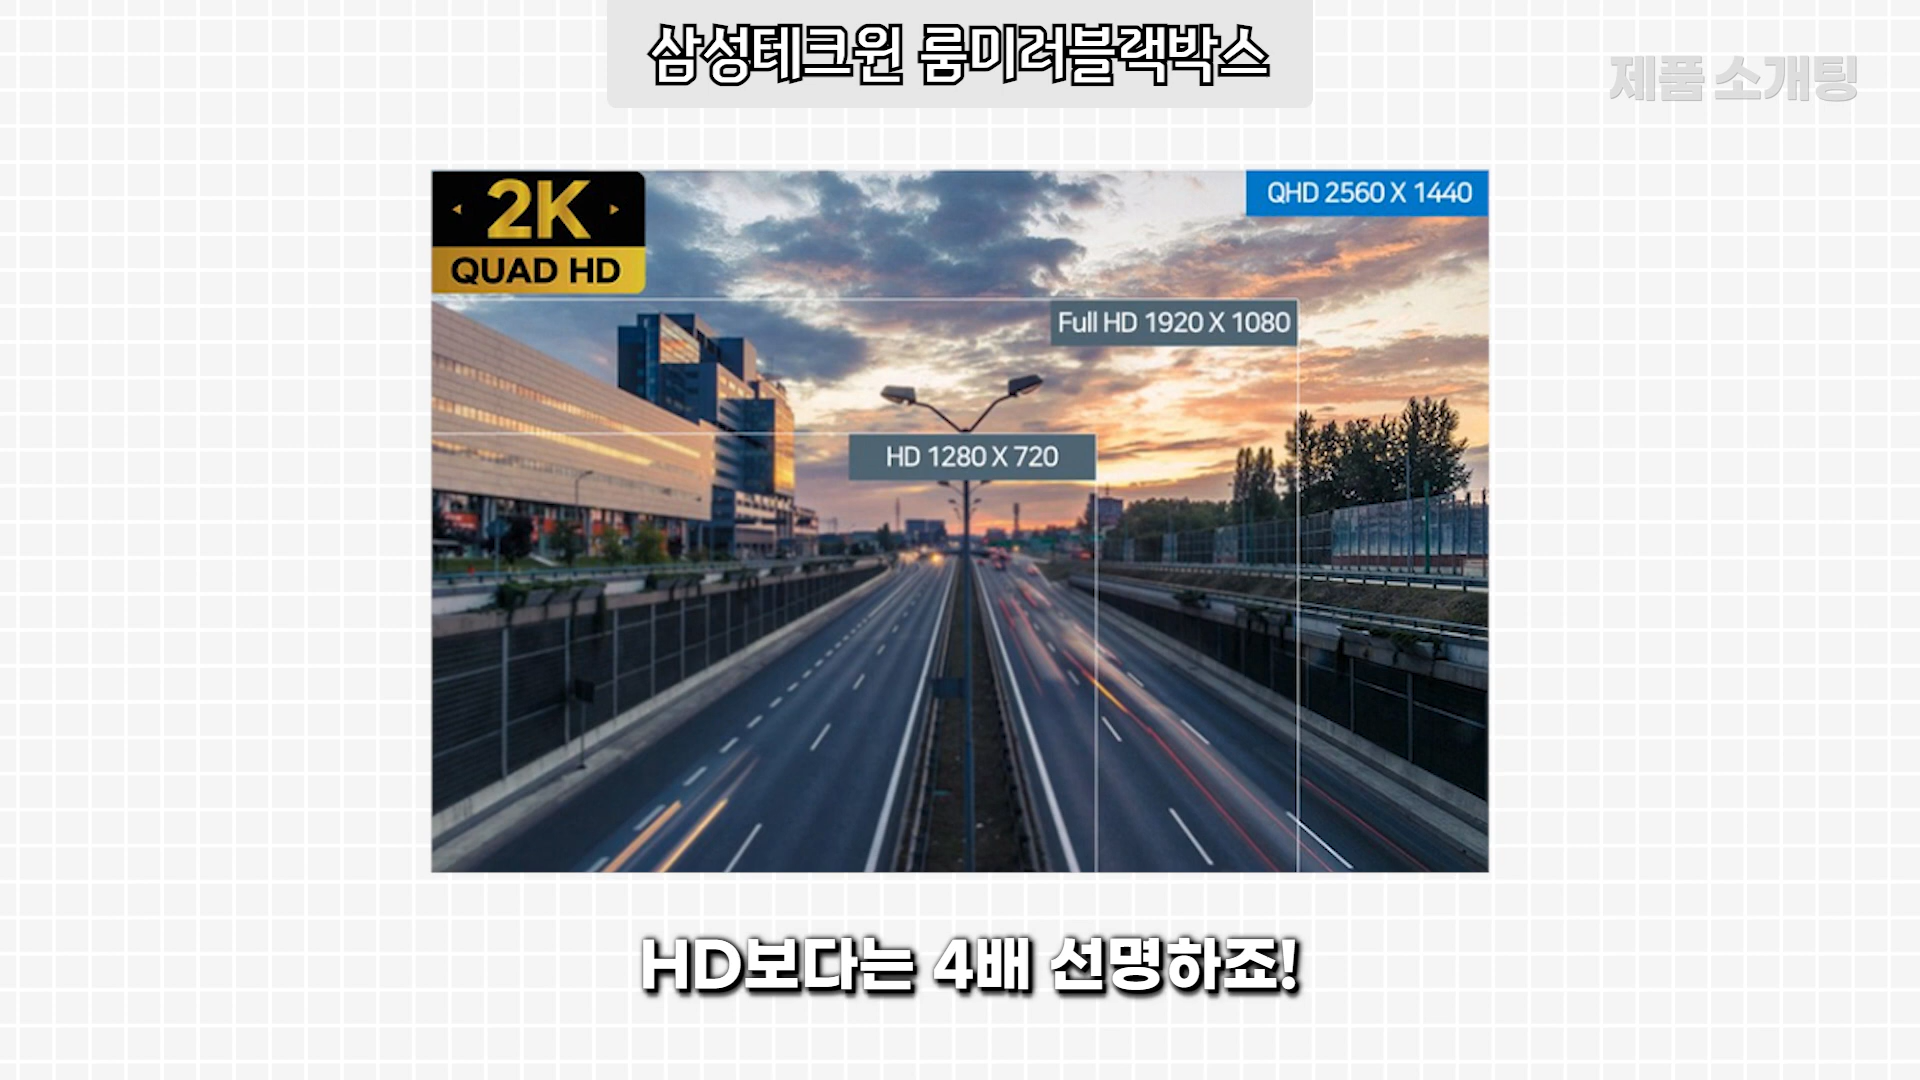 삼성테크윈 룸미러블랙박스
제품 소개팅
2K
QUAD HD
QHD 2560 X 1440
Full HD 1920 X 1080
HD 1280 X 720
HD보다는 4배 선명하죠!